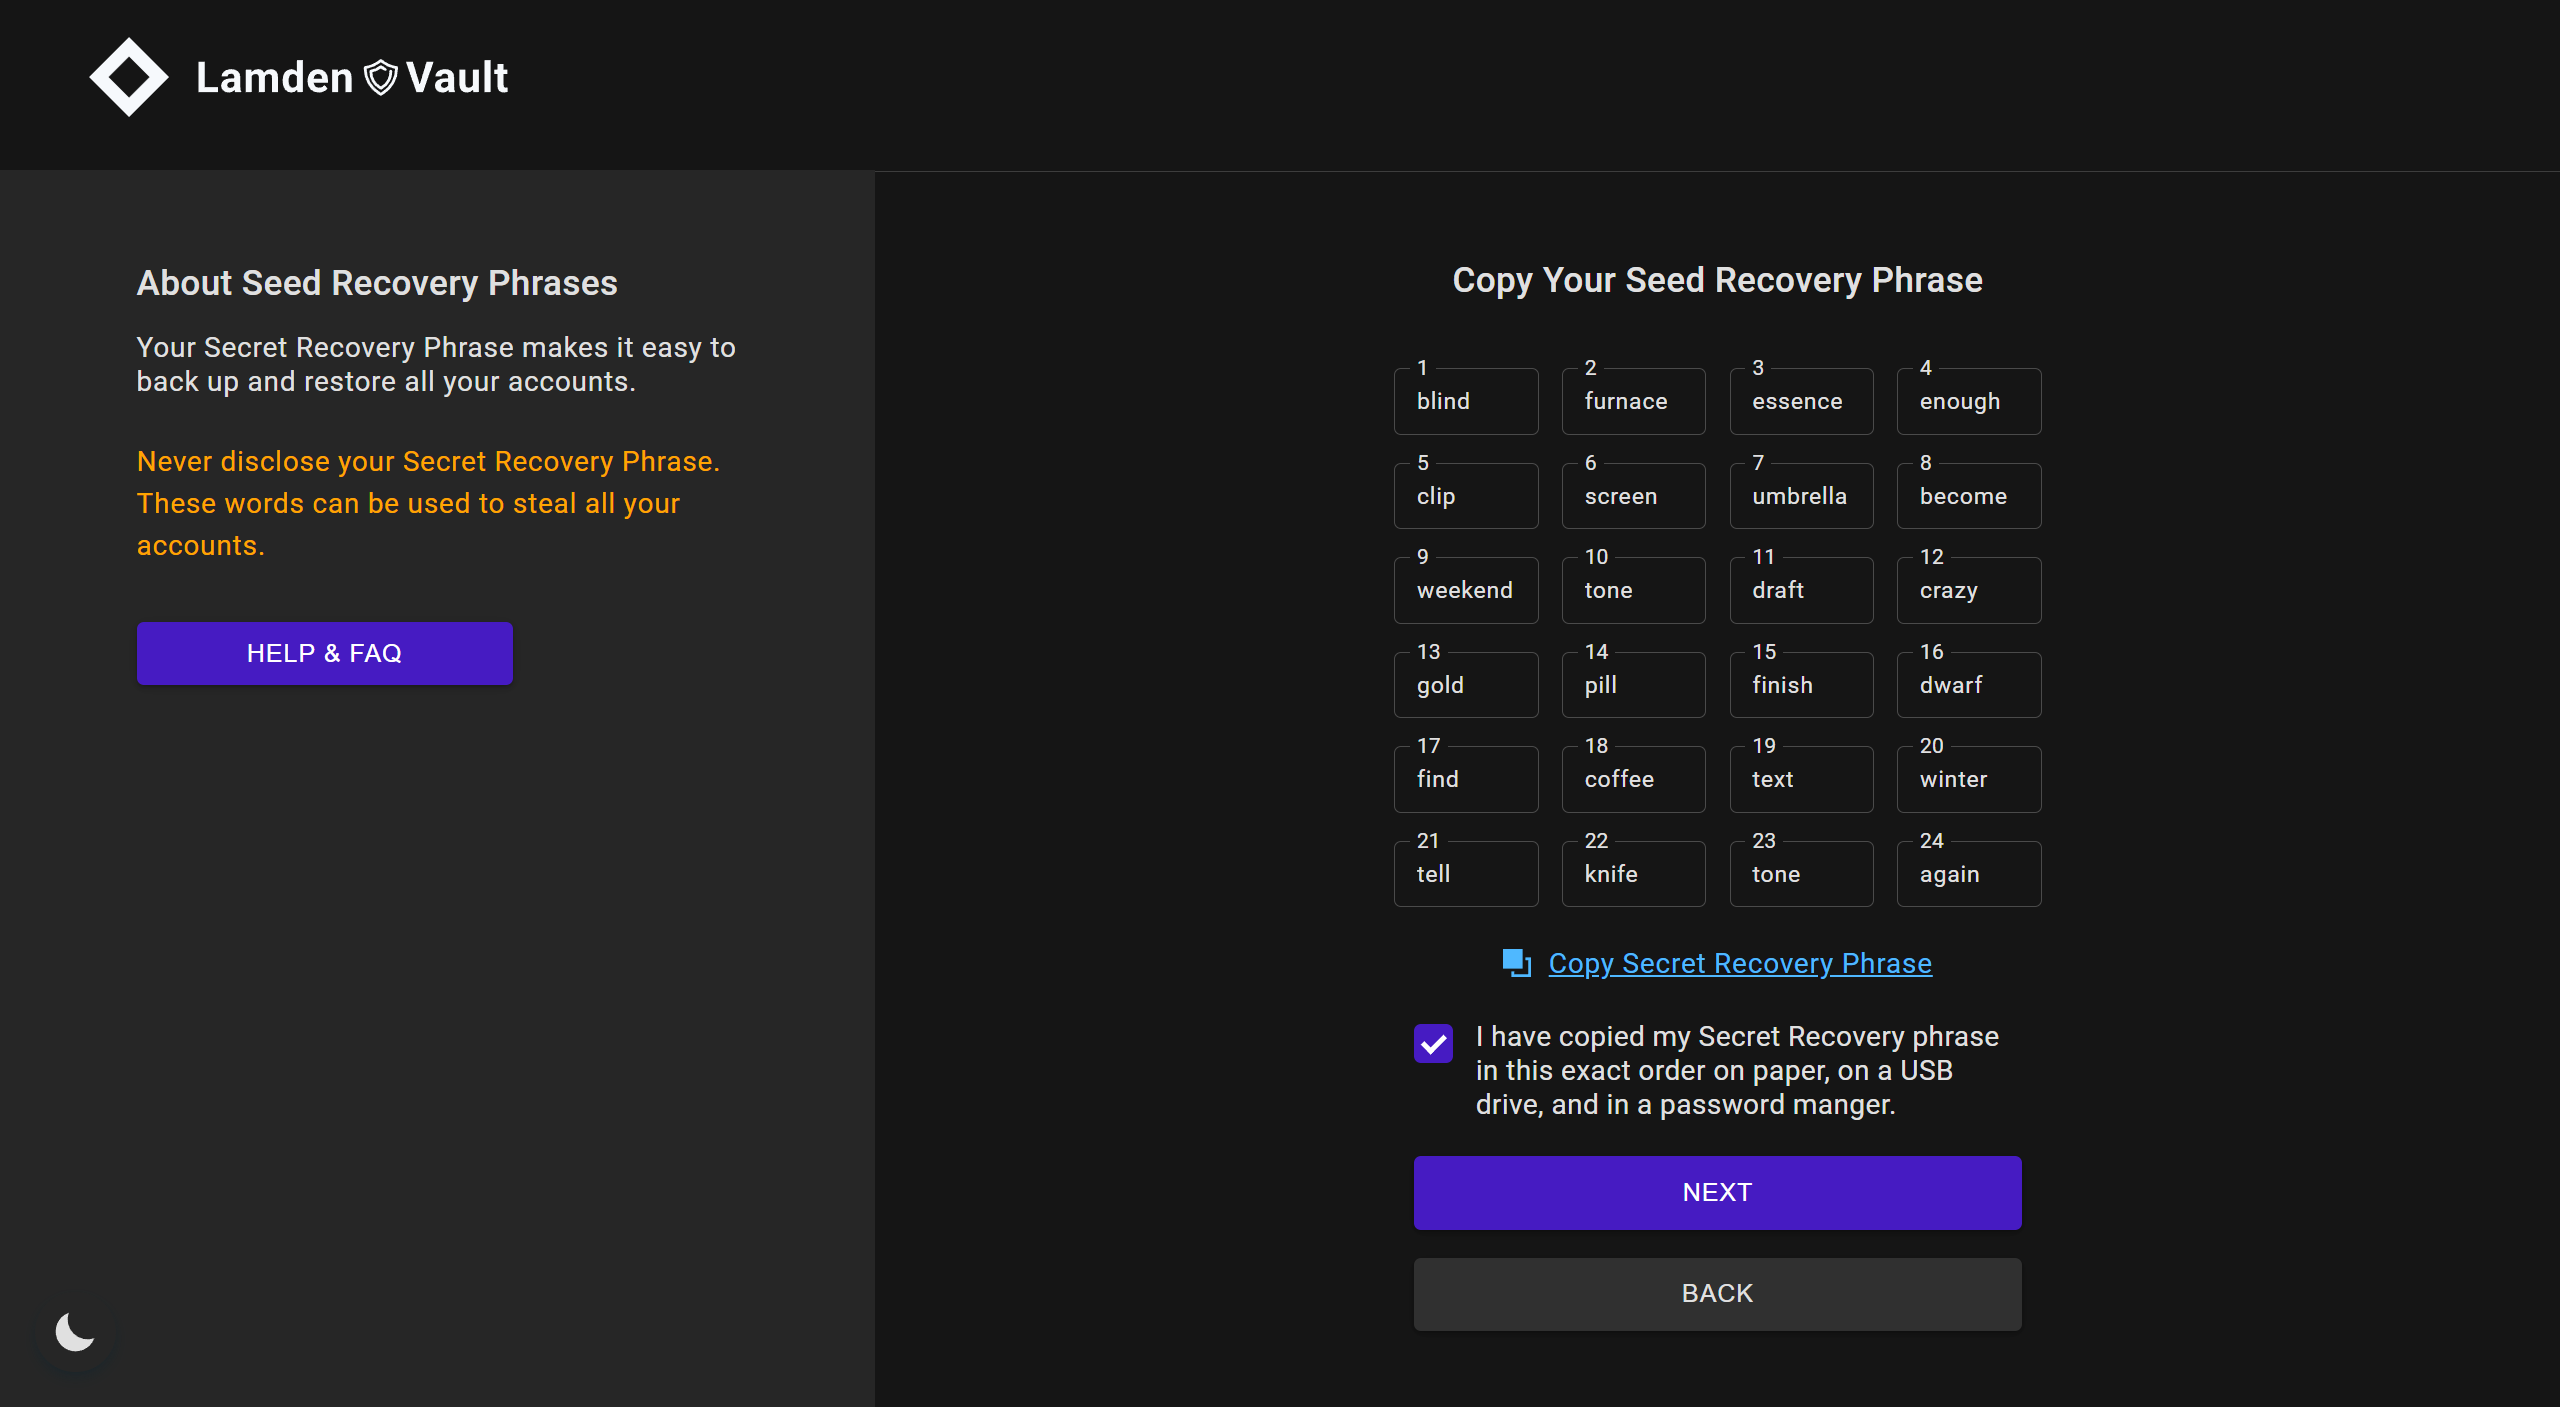 Lamden Vault
About Seed Recovery Phrases
Your Secret Recovery Phrase makes it easy to
back up and restore all your accounts.
Never disclose your Secret Recovery Phrase.
These words can be used to steal all your
accounts.
HELP & FAQ
Copy Your Seed Recovery Phrase
1 2 3 4
blind furnace essence enough
5 6 7 8
clip screen umbrella become
9 10 11 12
weekend tone draft crazy
13 14 15 16
gold pill finish dwarf
17 18 19 20
find coffee text winter
21 22 23 24
tell knife tone again
Copy Secret Recovery Phrase
I have copied my Secret Recovery phrase
in this exact order on paper, on a USB
drive, and in a password manger.
NEXT
BACK